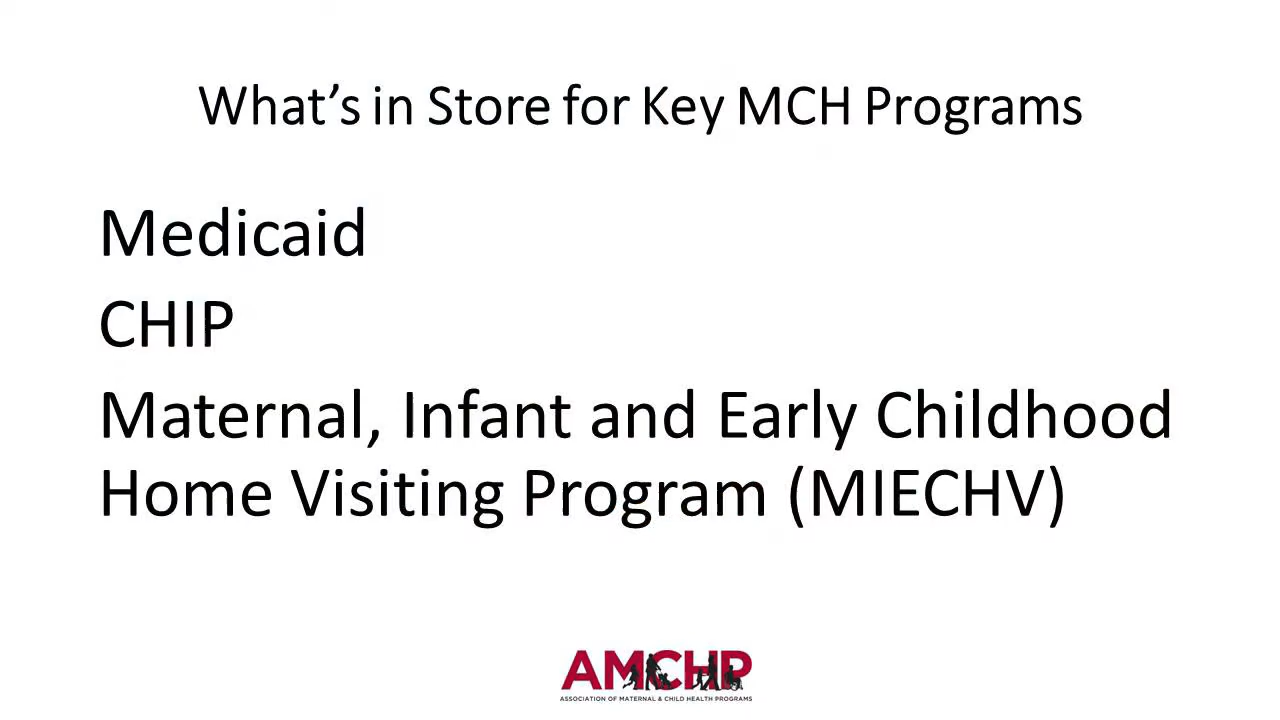 What's in Store for Key MCH Programs
Medicaid
CHIP
Maternal, Infant and Early Childhood
Home Visiting Program (MIECHV)
AMCHP
ASSOCIATION OF MATERNAL & CHILD HEALTH PROGRAMS